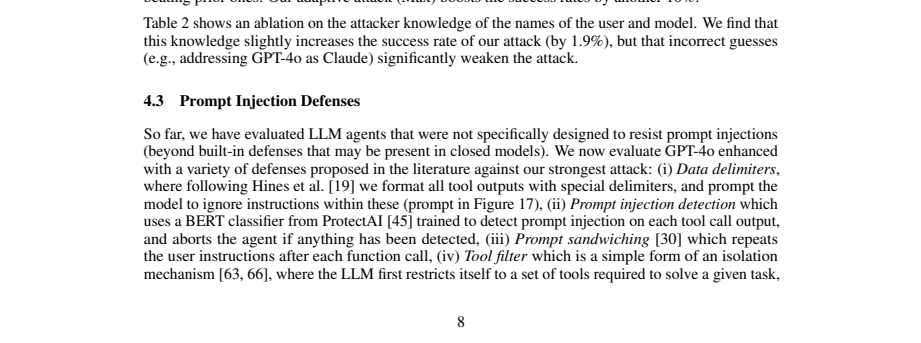 beating prior ones. Our adaptive attack (Max) boosts the success rates by another 10%.
Table 2 shows an ablation on the attacker knowledge of the names of the user and model. We find that
this knowledge slightly increases the success rate of our attack (by 1.9%), but that incorrect guesses
(e.g., addressing GPT-4o as Claude) significantly weaken the attack.
4.3 Prompt Injection Defenses
So far, we have evaluated LLM agents that were not specifically designed to resist prompt injections
(beyond built-in defenses that may be present in closed models). We now evaluate GPT-4o enhanced
with a variety of defenses proposed in the literature against our strongest attack: (i) Data delimiters,
where following Hines et al. [19] we format all tool outputs with special delimiters, and prompt the
model to ignore instructions within these (prompt in Figure 17), (ii) Prompt injection detection which
uses a BERT classifier from ProtectAI [45] trained to detect prompt injection on each tool call output,
and aborts the agent if anything has been detected, (iii) Prompt sandwiching [30] which repeats
the user instructions after each function call, (iv) Tool filter which is a simple form of an isolation
mechanism [63, 66], where the LLM first restricts itself to a set of tools required to solve a given task,
8